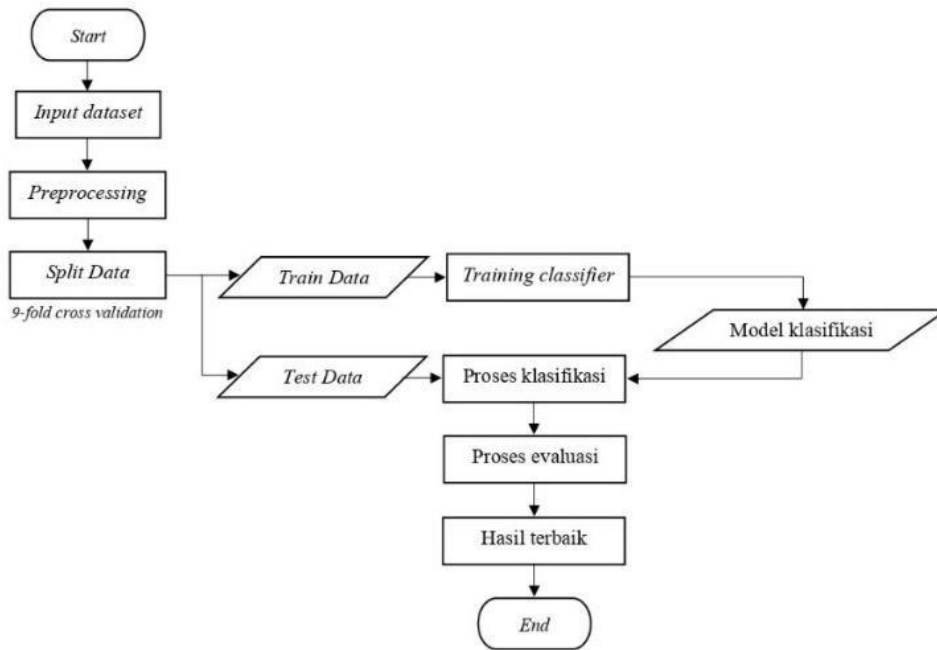 Start
Input dataset
Preprocessing
Split Data
9-fold cross validation
Train Data
Training classifier
Model klasifikasi
Test Data
Proses klasifikasi
Proses evaluasi
Hasil terbaik
End